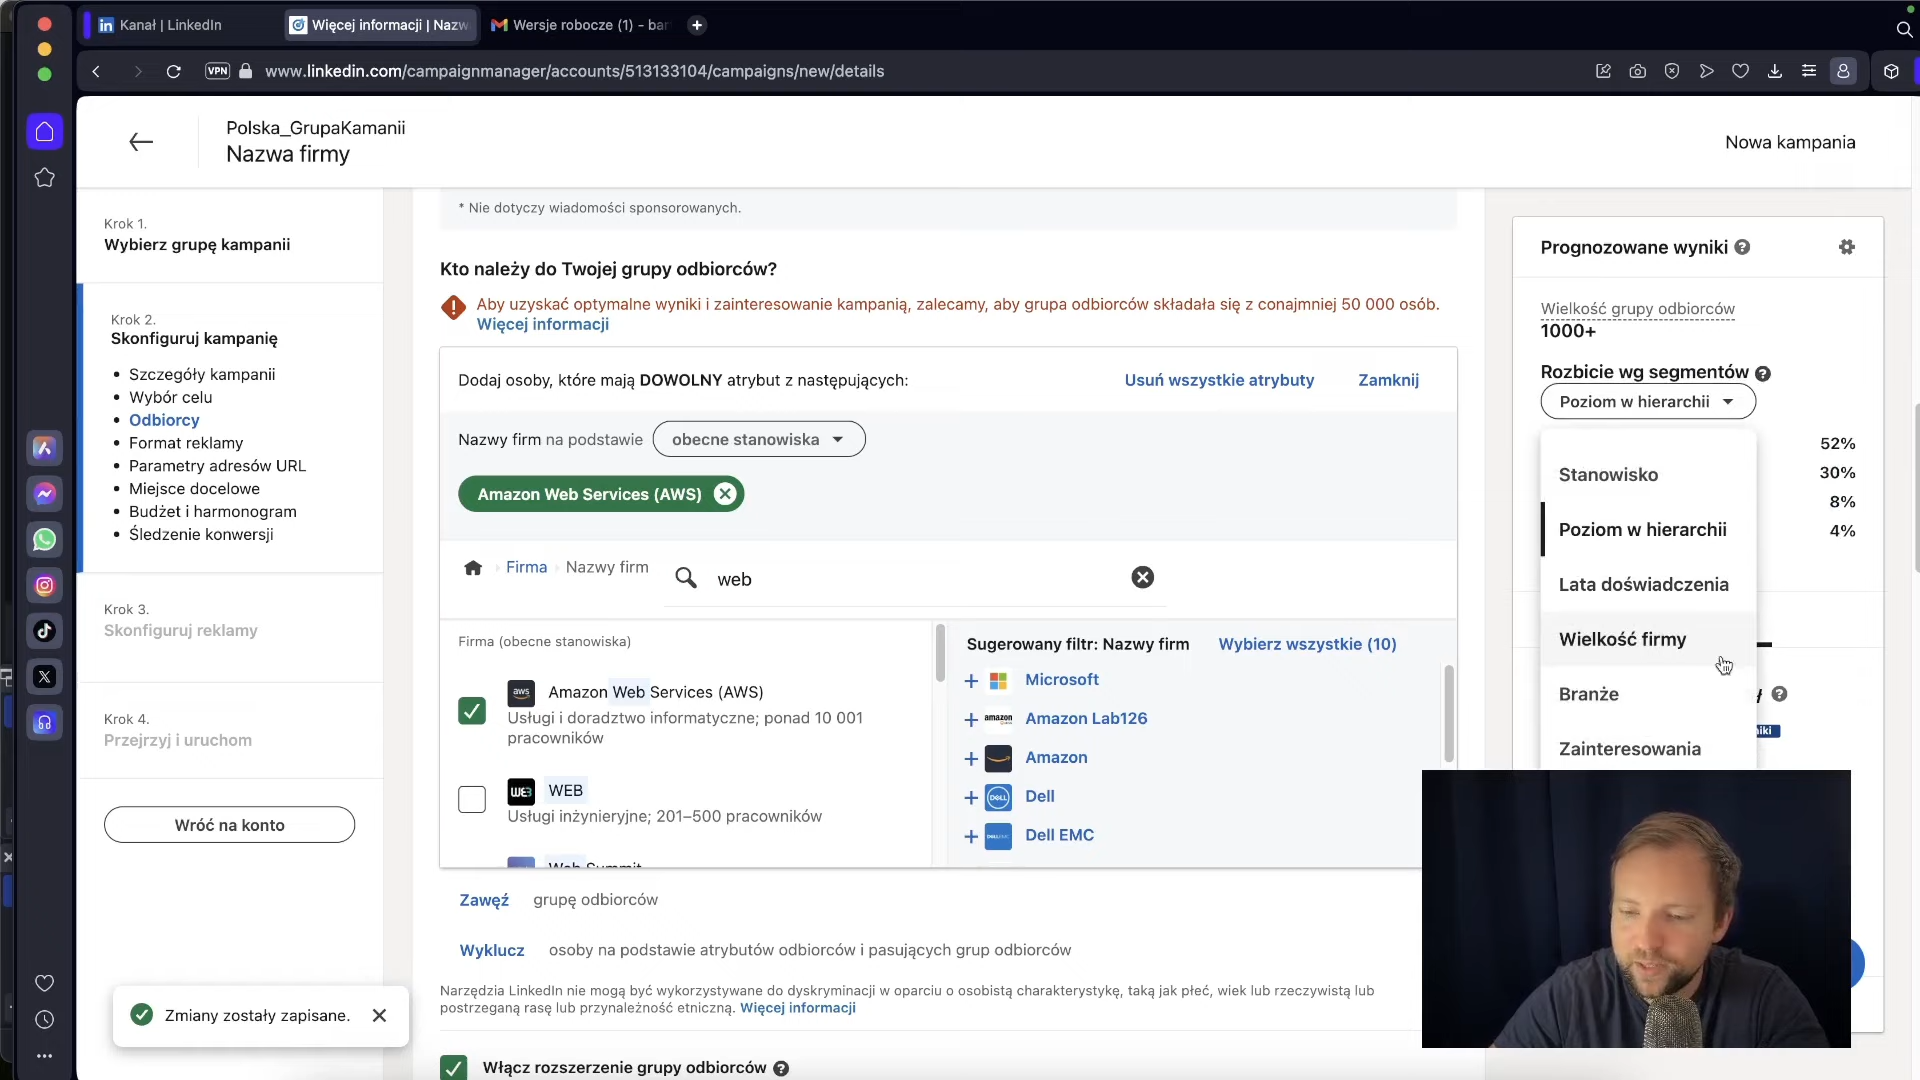 Kanał | LinkedIn
Więcej informacji | Nazw
Wersje robocze (1) - bar
VPN
www.linkedin.com/campaignmanager/accounts/513133104/campaigns/new/details
Polska_GrupaKamanii
Nazwa firmy
Nowa kampania
Krok 1.
Wybierz grupę kampanii
Krok 2.
Skonfiguruj kampanię
Szczegóły kampanii
Wybór celu
Odbiorcy
Format reklamy
Parametry adresów URL
Miejsce docelowe
Budżet i harmonogram
Śledzenie konwersji
Krok 3.
Skonfiguruj reklamy
Krok 4.
Przejrzyj i uruchom
Wróć na konto
Zmiany zostały zapisane.
* Nie dotyczy wiadomości sponsorowanych.
Kto należy do Twojej grupy odbiorców?
Aby uzyskać optymalne wyniki i zainteresowanie kampanią, zalecamy, aby grupa odbiorców składała się z conajmniej 50 000 osób.
Więcej informacji
Dodaj osoby, które mają DOWOLNY atrybut z następujących:
Usuń wszystkie atrybuty
Zamknij
Nazwy firm na podstawie
obecne stanowiska
Amazon Web Services (AWS)
Firma
Nazwy firm
web
Firma (obecne stanowiska)
aws
Amazon Web Services (AWS)
Usługi i doradztwo informatyczne; ponad 10 001
pracowników
WEB
Usługi inżynieryjne; 201–500 pracowników
Web Summit
Sugerowany filtr: Nazwy firm
Wybierz wszystkie (10)
Microsoft
amazon
Amazon Lab126
Amazon
DELL
Dell
Dell EMC
Zawęź grupę odbiorców
Wyklucz osoby na podstawie atrybutów odbiorców i pasujących grup odbiorców
Narzędzia LinkedIn nie mogą być wykorzystywane do dyskryminacji w oparciu o osobistą charakterystykę, taką jak płeć, wiek lub rzeczywistą lub
postrzeganą rasę lub przynależność etniczną. Więcej informacji
Włącz rozszerzenie grupy odbiorców
Prognozowane wyniki
Wielkość grupy odbiorców
1000+
Rozbicie wg segmentów
Poziom w hierarchii
52%
30%
8%
4%
Stanowisko
Poziom w hierarchii
Lata doświadczenia
Wielkość firmy
Branże
Zainteresowania